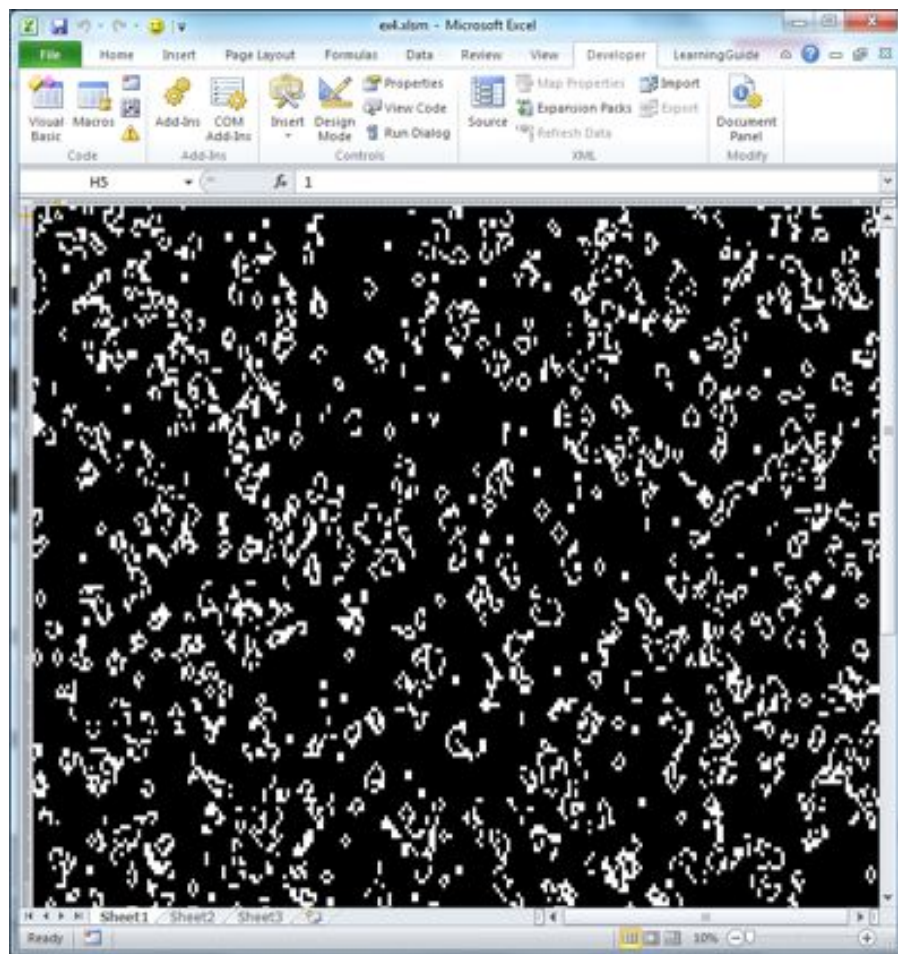 ex4.xlsm - Microsoft Excel
File Home Insert Page Layout Formulas Data Review View Developer LearningGuide
Visual Basic Macros Add-Ins COM Add-Ins Insert Design Mode Properties View Code Run Dialog Source Map Properties Expansion Packs Refresh Data Import Export Document Panel
Code Add-Ins Controls XML Modify
H5 fx 1
Sheet1 Sheet2 Sheet3
Ready 10%